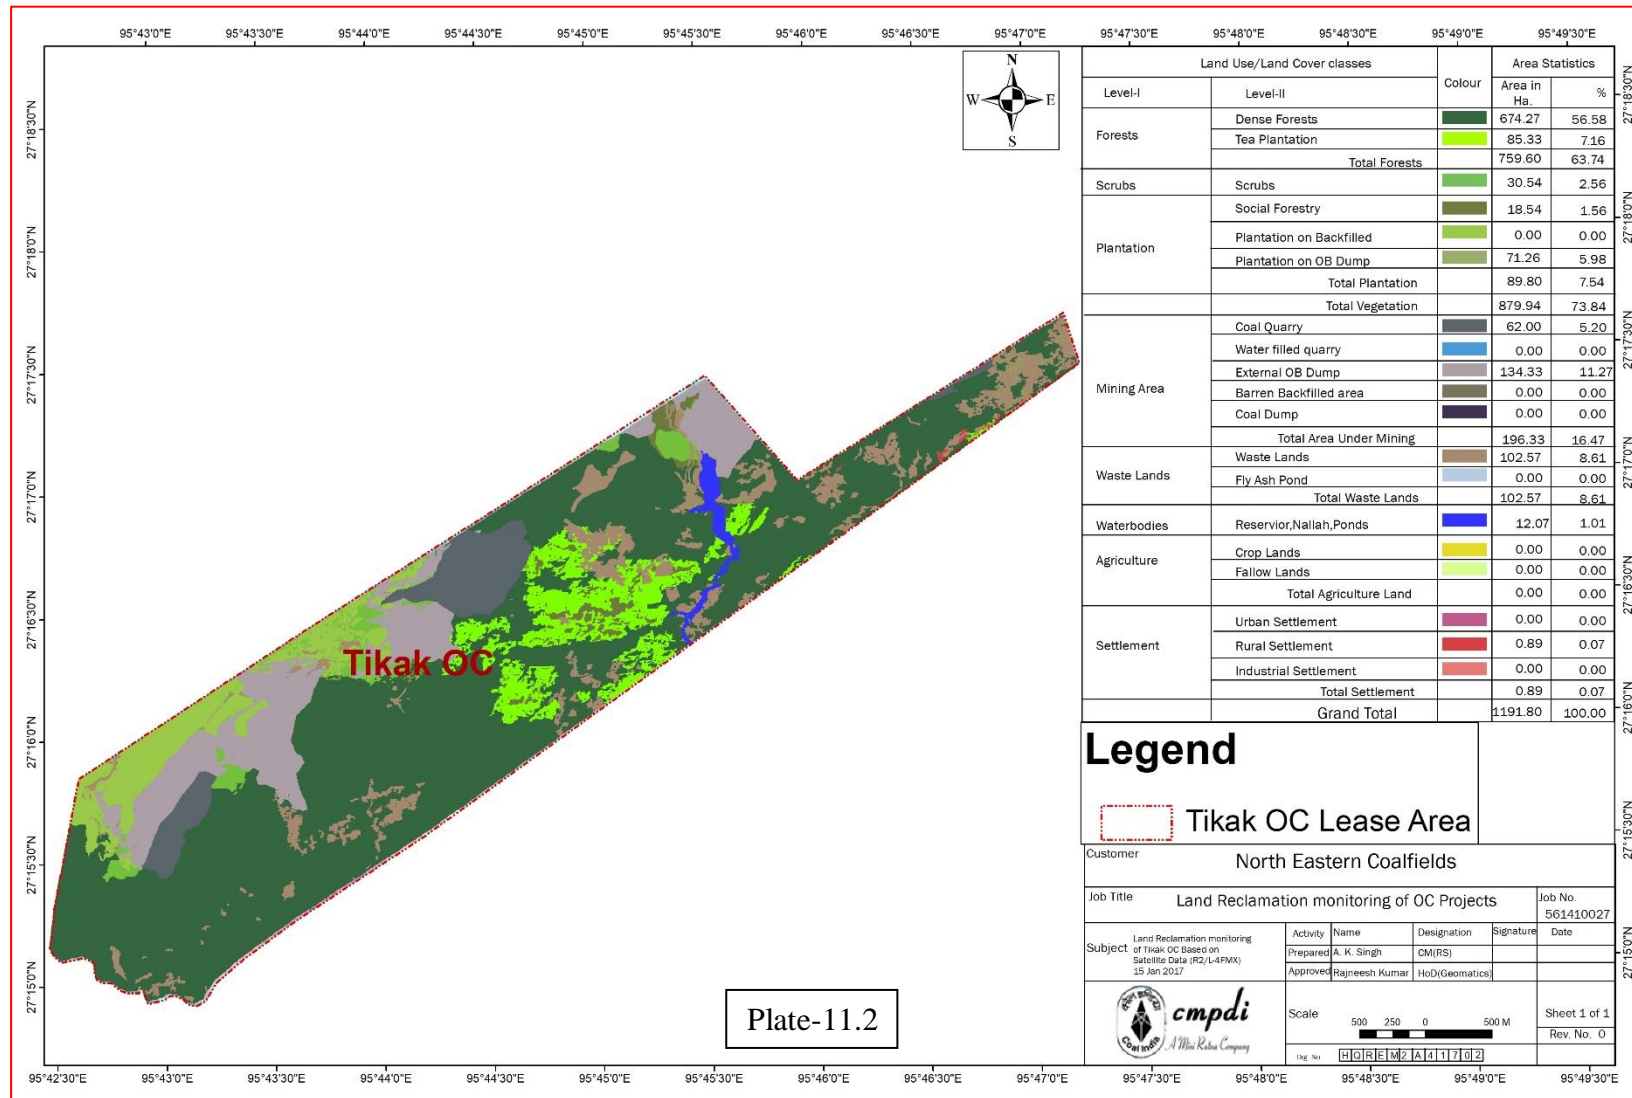 95°43'0"E 95°43'30"E 95°44'0"E 95°44'30"E 95°45'0"E 95°45'30"E 95°46'0"E 95°46'30"E 95°47'0"E 95°47'30"E 95°48'0"E 95°48'30"E 95°49'0"E 95°49'30"E
N
W E
S
27°18'30"N
27°18'0"N
27°17'30"N
27°17'0"N
27°16'30"N
27°16'0"N
27°15'30"N
27°15'0"N
Tikak OC
Plate-11.2
Land Use/Land Cover classes Colour Area Statistics
Level-I Level-II Area in Ha. %
Forests
Dense Forests 674.27 56.58
Tea Plantation 85.33 7.16
Total Forests 759.60 63.74
Scrubs Scrubs 30.54 2.56
Plantation
Social Forestry 18.54 1.56
Plantation on Backfilled 0.00 0.00
Plantation on OB Dump 71.26 5.98
Total Plantation 89.80 7.54
Total Vegetation 879.94 73.84
Mining Area
Coal Quarry 62.00 5.20
Water filled quarry 0.00 0.00
External OB Dump 134.33 11.27
Barren Backfilled area 0.00 0.00
Coal Dump 0.00 0.00
Total Area Under Mining 196.33 16.47
Waste Lands
Waste Lands 102.57 8.61
Fly Ash Pond 0.00 0.00
Total Waste Lands 102.57 8.61
Waterbodies Reservior,Nallah,Ponds 12.07 1.01
Agriculture
Crop Lands 0.00 0.00
Fallow Lands 0.00 0.00
Total Agriculture Land 0.00 0.00
Settlement
Urban Settlement 0.00 0.00
Rural Settlement 0.89 0.07
Industrial Settlement 0.00 0.00
Total Settlement 0.89 0.07
Grand Total 1191.80 100.00
27°18'30"N
27°18'0"N
27°17'30"N
27°17'0"N
27°16'30"N
27°16'0"N
27°15'30"N
27°15'0"N
Legend
Tikak OC Lease Area
Customer North Eastern Coalfields
Job Title Land Reclamation monitoring of OC Projects
Job No.
561410027
Subject
Land Reclamation monitoring
of Tikak OC Based on
Satellite Data (R2/L-4FMX)
15 Jan 2017
Activity Name Designation Signature Date
Prepared A. K. Singh CM(RS)
Approved Rajneesh Kumar HoD(Geomatics)
Coal India
cmpdi
A Mini Ratna Company
Scale 500 250 0 500 M
Sheet 1 of 1
Rev. No. 0
Drg. No HQREM2A41702
95°42'30"E 95°43'0"E 95°43'30"E 95°44'0"E 95°44'30"E 95°45'0"E 95°45'30"E 95°46'0"E 95°46'30"E 95°47'0"E 95°47'30"E 95°48'0"E 95°48'30"E 95°49'0"E 95°49'30"E